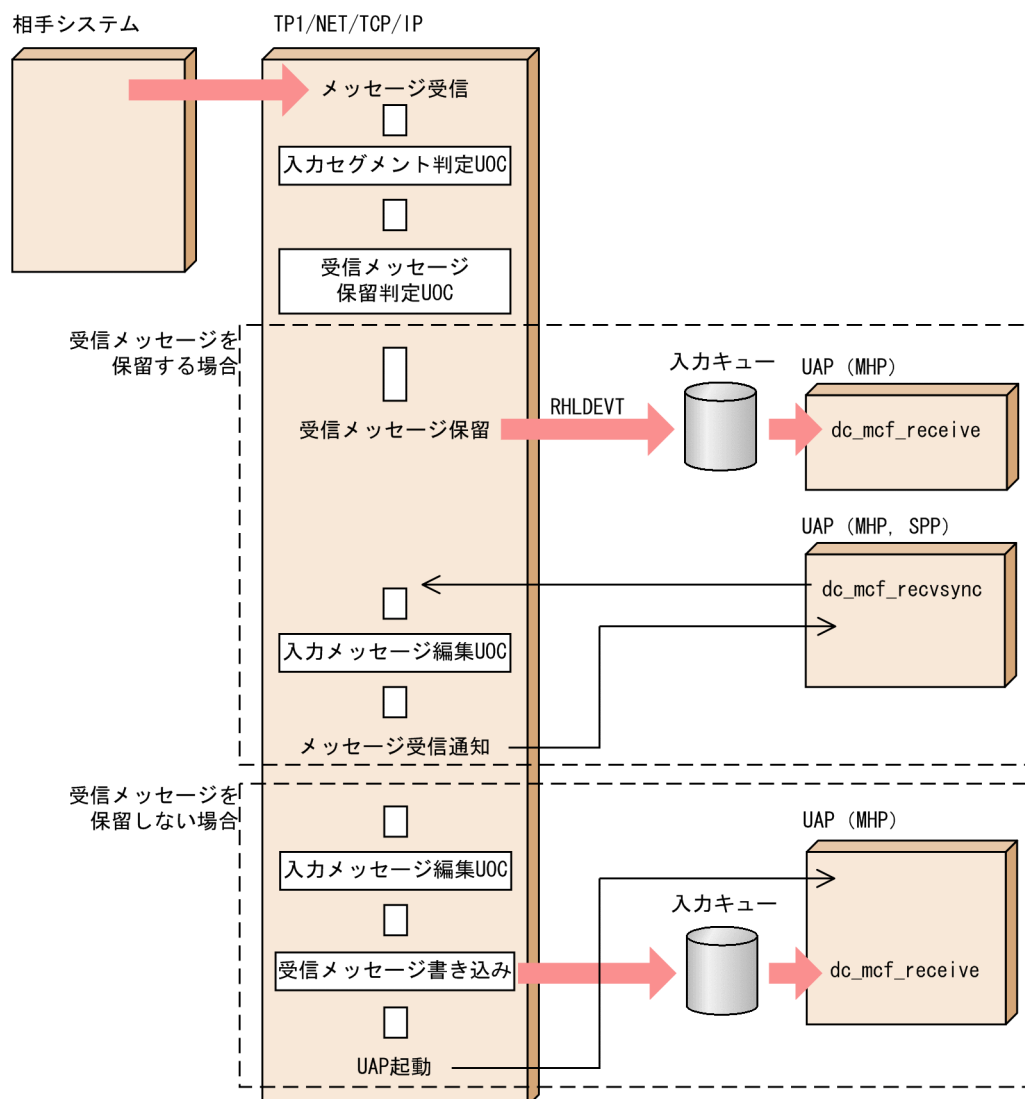 相手システム
TP1/NET/TCP/IP
メッセージ受信
入力セグメント判定UOC
受信メッセージ
保留判定UOC
受信メッセージを
保留する場合
入力キュー
UAP(MHP)
RHLDEVT
受信メッセージ保留
dc_mcf_receive
UAP(MHP, SPP)
dc_mcf_recvsync
入力メッセージ編集UOC
メッセージ受信通知
受信メッセージを
保留しない場合
UAP(MHP)
入力メッセージ編集UOC
入力キュー
受信メッセージ書き込み
dc_mcf_receive
UAP起動